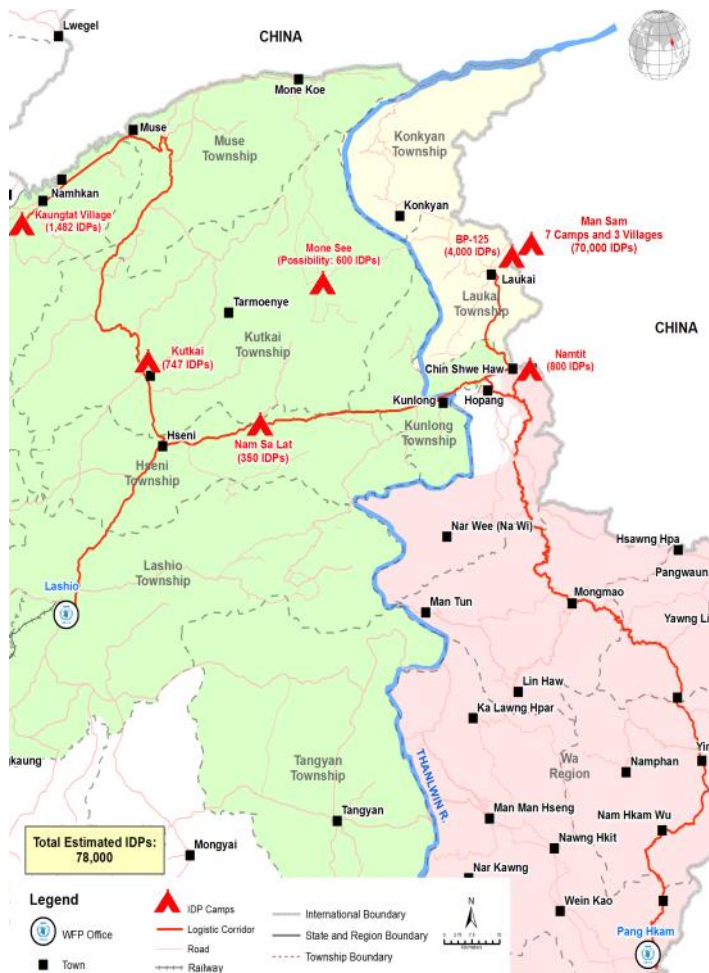 Lwegel
CHINA
Mone Koe
Muse
Muse
Township
Konkyan
Township
Namhkan
Kaungtat Village
(1,482 IDPs)
Konkyan
Man Sam
7 Camps and 3 Villages
(70,000 IDPs)
BP-125
(4,000 IDPs)
Mone See
(Possibility: 600 IDPs)
Laukai
Tarmoenye
Laukai
Township
CHINA
Kutkai
Township
Kutkai
(747 IDPs)
Chin Shwe Haw
Namtit
(800 IDPs)
Hopang
Kunlong
Kunlong
Township
Hseni
Nam Sa Lat
(350 IDPs)
Hseni
Township
Nar Wee (Na Wi)
Hsawng Hpa
Lashio
Township
Pangwaun
Lashio
Mongmao
Man Tun
Yawng Li
Lin Haw
Ka Lawng Hpar
Tangyan
Township
THANLWIN R.
Wa
Region
Yin
gkaung
Namphan
Tangyan
Man Man Hseng
Nam Hkam Wu
Total Estimated IDPs:
78,000
Mongyai
Nawng Hkit
Nar Kawng
Wein Kao
Pang Hkam
Legend
WFP Office
Town
IDP Camps
Logistic Corridor
Road
Railway
International Boundary
State and Region Boundary
Township Boundary
N